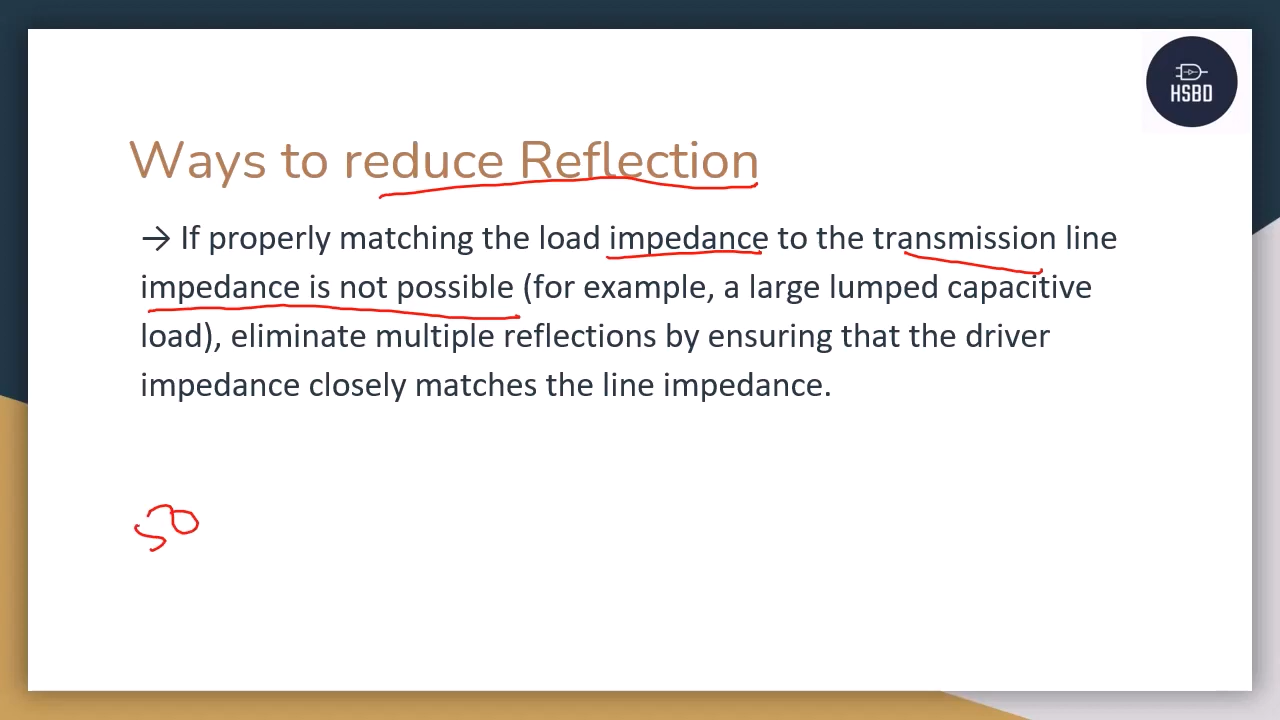 HSBD
Ways to reduce Reflection
→ If properly matching the load impedance to the transmission line
impedance is not possible (for example, a large lumped capacitive
load), eliminate multiple reflections by ensuring that the driver
impedance closely matches the line impedance.
50